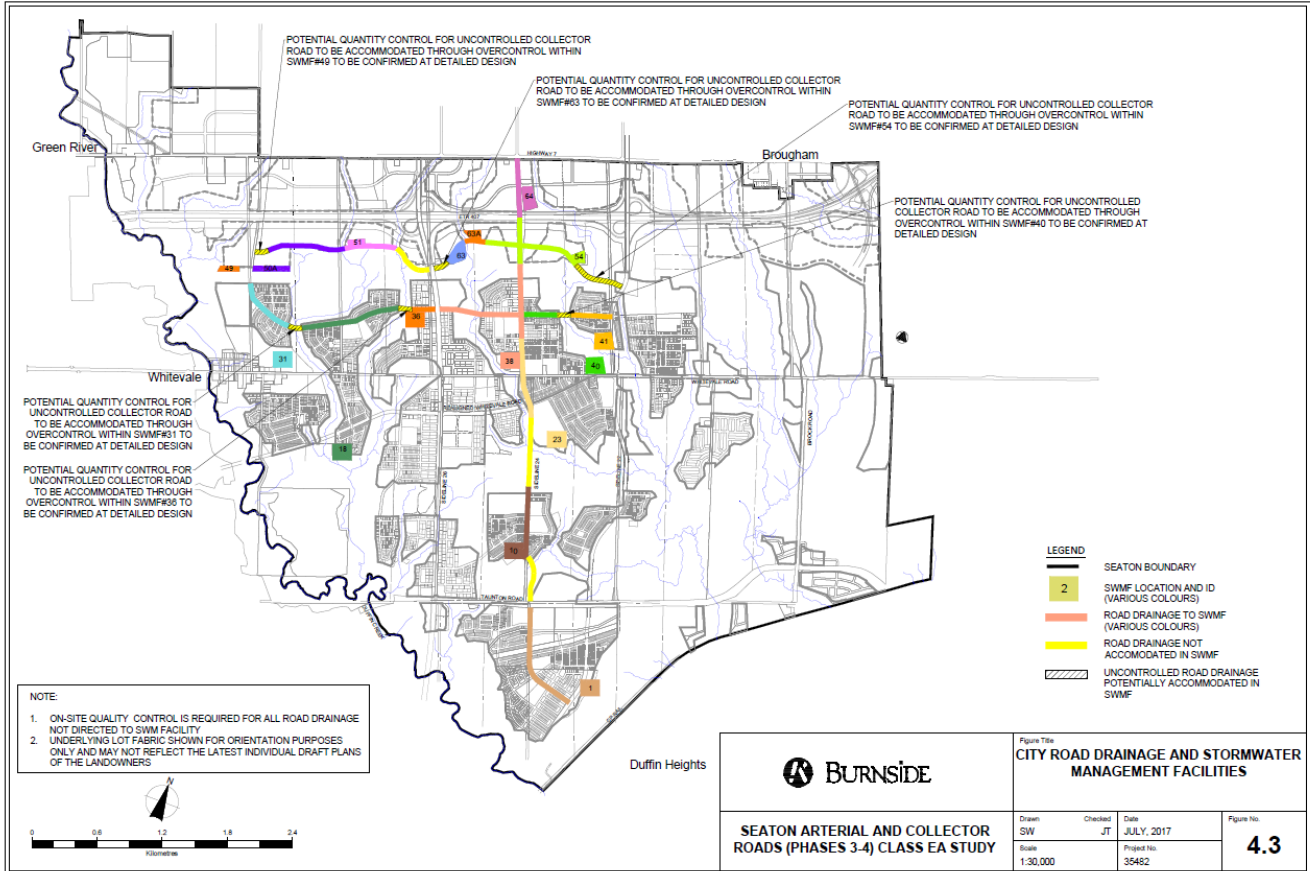 POTENTIAL QUANTITY CONTROL FOR UNCONTROLLED COLLECTOR
ROAD TO BE ACCOMMODATED THROUGH OVERCONTROL WITHIN
SWMF#49 TO BE CONFIRMED AT DETAILED DESIGN
POTENTIAL QUANTITY CONTROL FOR UNCONTROLLED COLLECTOR
ROAD TO BE ACCOMMODATED THROUGH OVERCONTROL WITHIN
SWMF#63 TO BE CONFIRMED AT DETAILED DESIGN
POTENTIAL QUANTITY CONTROL FOR UNCONTROLLED COLLECTOR
ROAD TO BE ACCOMMODATED THROUGH OVERCONTROL WITHIN
SWMF#54 TO BE CONFIRMED AT DETAILED DESIGN
Green River
HIGHWAY 7
Brougham
64
POTENTIAL QUANTITY CONTROL FOR UNCONTROLLED
COLLECTOR ROAD TO BE ACCOMMODATED THROUGH
OVERCONTROL WITHIN SWMF#40 TO BE CONFIRMED AT
DETAILED DESIGN
63A
51
63
54
49
50A
36
41
31
38
40
Whitevale
WHITEVALE ROAD
POTENTIAL QUANTITY CONTROL FOR
UNCONTROLLED COLLECTOR ROAD
TO BE ACCOMMODATED THROUGH
OVERCONTROL WITHIN SWMF#31 TO
BE CONFIRMED AT DETAILED DESIGN
18
23
BROCK ROAD
SIDELINE 26
SIDELINE 24
POTENTIAL QUANTITY CONTROL FOR
UNCONTROLLED COLLECTOR ROAD
TO BE ACCOMMODATED THROUGH
OVERCONTROL WITHIN SWMF#36 TO
BE CONFIRMED AT DETAILED DESIGN
10
TAUNTON ROAD
1
LEGEND
SEATON BOUNDARY
2
SWMF LOCATION AND ID
(VARIOUS COLOURS)
ROAD DRAINAGE TO SWMF
(VARIOUS COLOURS)
ROAD DRAINAGE NOT
ACCOMODATED IN SWMF
UNCONTROLLED ROAD DRAINAGE
POTENTIALLY ACCOMMODATED IN
SWMF
NOTE:
1. ON-SITE QUALITY CONTROL IS REQUIRED FOR ALL ROAD DRAINAGE
NOT DIRECTED TO SWM FACILITY
2. UNDERLYING LOT FABRIC SHOWN FOR ORIENTATION PURPOSES
ONLY AND MAY NOT REFLECT THE LATEST INDIVIDUAL DRAFT PLANS
OF THE LANDOWNERS
Duffin Heights
N
0 0.6 1.2 1.8 2.4
Kilometres
BURNSIDE
Figure Title
CITY ROAD DRAINAGE AND STORMWATER
MANAGEMENT FACILITIES
SEATON ARTERIAL AND COLLECTOR
ROADS (PHASES 3-4) CLASS EA STUDY
Drawn Checked Date Figure No.
SW JT JULY, 2017
4.3
Scale Project No.
1:30,000 35482